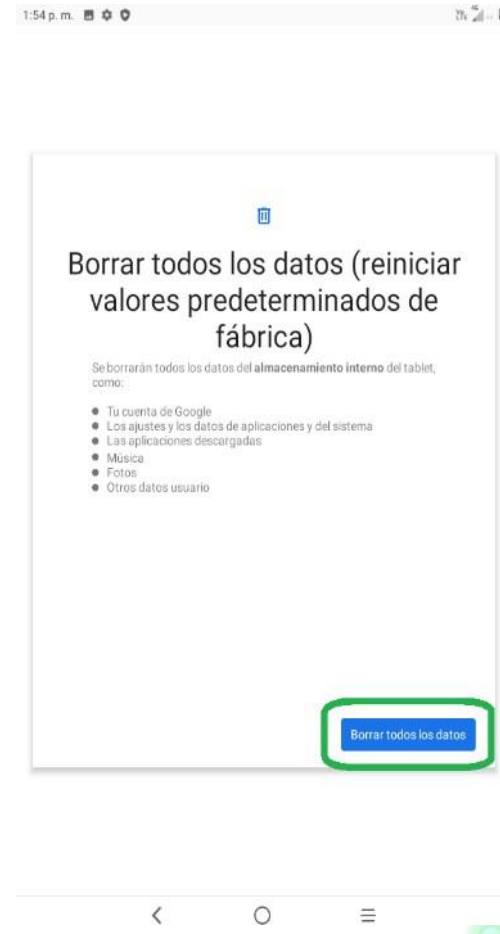 1:54 p. m.
4G
Borrar todos los datos (reiniciar
valores predeterminados de
fábrica)
Se borrarán todos los datos del almacenamiento interno del tablet,
como:
Tu cuenta de Google
Los ajustes y los datos de aplicaciones y del sistema
Las aplicaciones descargadas
Música
Fotos
Otros datos usuario
Borrar todos los datos